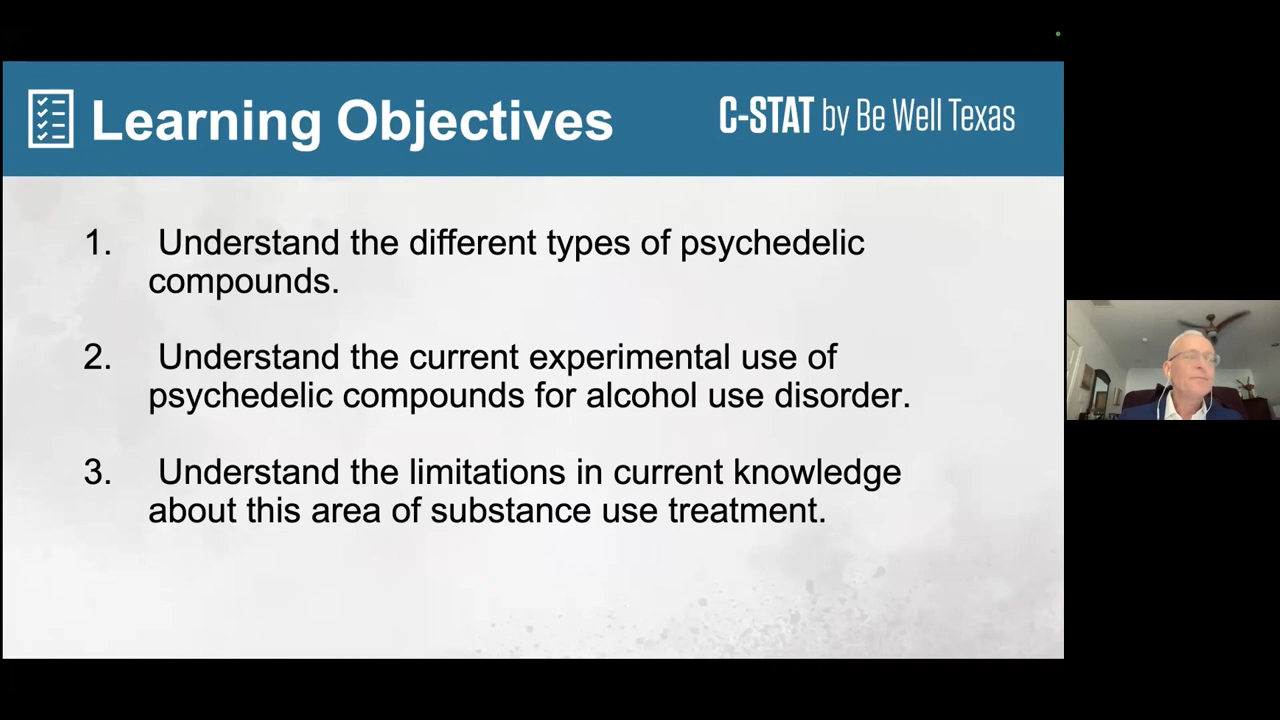 Learning Objectives
C-STAT by Be Well Texas
1. Understand the different types of psychedelic
compounds.
2. Understand the current experimental use of
psychedelic compounds for alcohol use disorder.
3. Understand the limitations in current knowledge
about this area of substance use treatment.